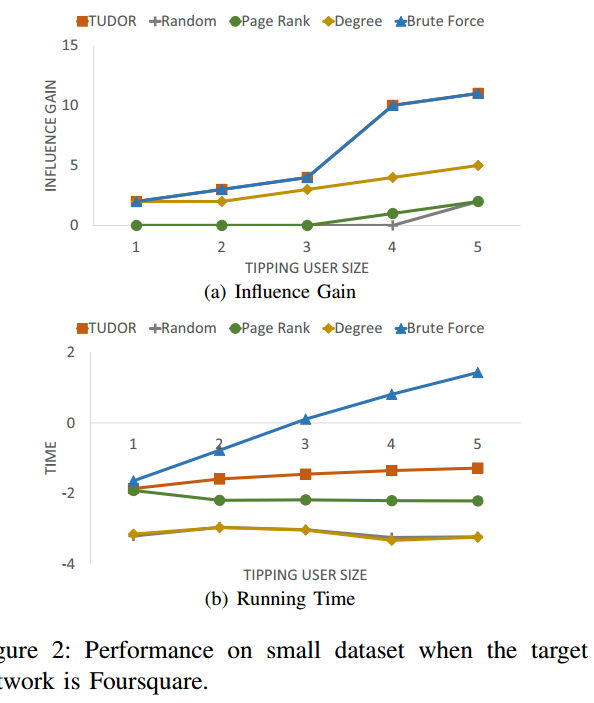 TUDOR Random Page Rank Degree Brute Force
15
10
5
0
INFLUENCE GAIN
1 2 3 4 5
TIPPING USER SIZE
(a) Influence Gain
TUDOR Random Page Rank Degree Brute Force
2
0
-2
-4
TIME
1 2 3 4 5
TIPPING USER SIZE
(b) Running Time
gure 2: Performance on small dataset when the target
twork is Foursquare.